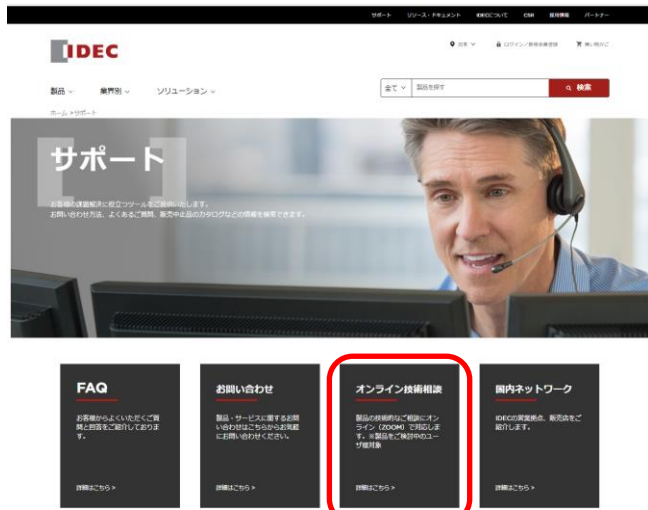 サポート リソース・ドキュメント IDECについて CSR 採用情報 パートナー
IDEC
日本 ログイン／新規会員登録 買い物かご
製品 業界別 ソリューション
全て 製品を探す 検索
ホーム >サポート
サポート
お客様の課題解決に役立つツールをご提供いたします。
お問い合わせ方法、よくあるご質問、販売中止品のカタログなどの情報を検索できます。
FAQ
お客様からよくいただくご質
問と回答をご紹介しておりま
す。
詳細はこちら >
お問い合わせ
製品・サービスに関するお問
い合わせはこちらからお気軽
にお問い合わせください。
詳細はこちら >
オンライン技術相談
製品の技術的なご相談にオン
ライン（ZOOM）で対応しま
す。※製品をご検討中のユー
ザ様対象
詳細はこちら >
国内ネットワーク
IDECの営業拠点、販売店をご
紹介します。
詳細はこちら >